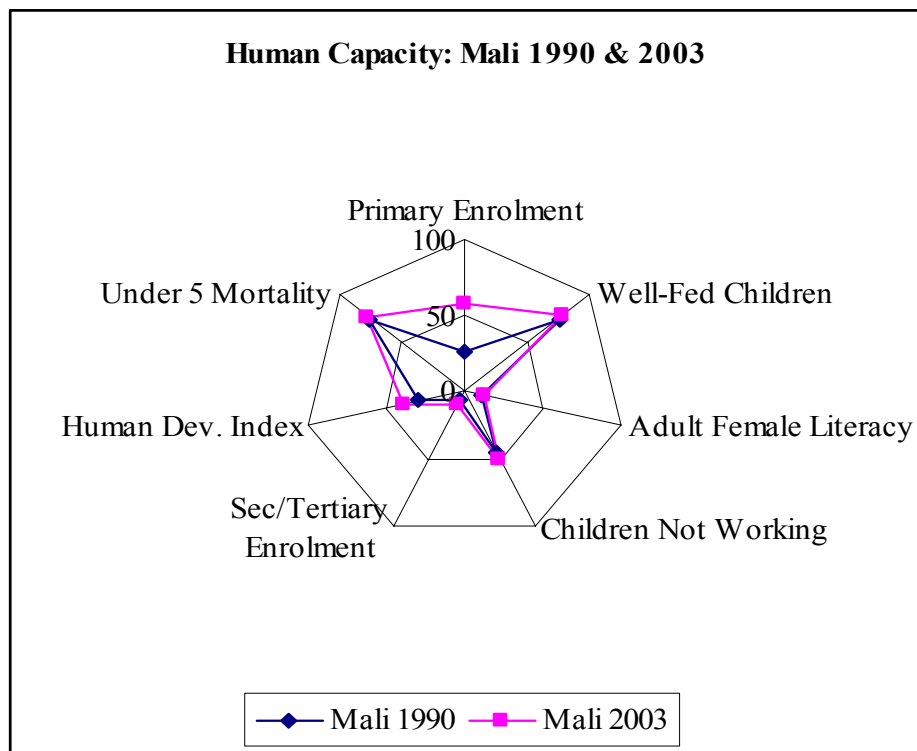 Human Capacity: Mali 1990 & 2003
Primary Enrolment
100
Under 5 Mortality
Well-Fed Children
50
0
Human Dev. Index
Adult Female Literacy
Sec/Tertiary
Enrolment
Children Not Working
Mali 1990
Mali 2003